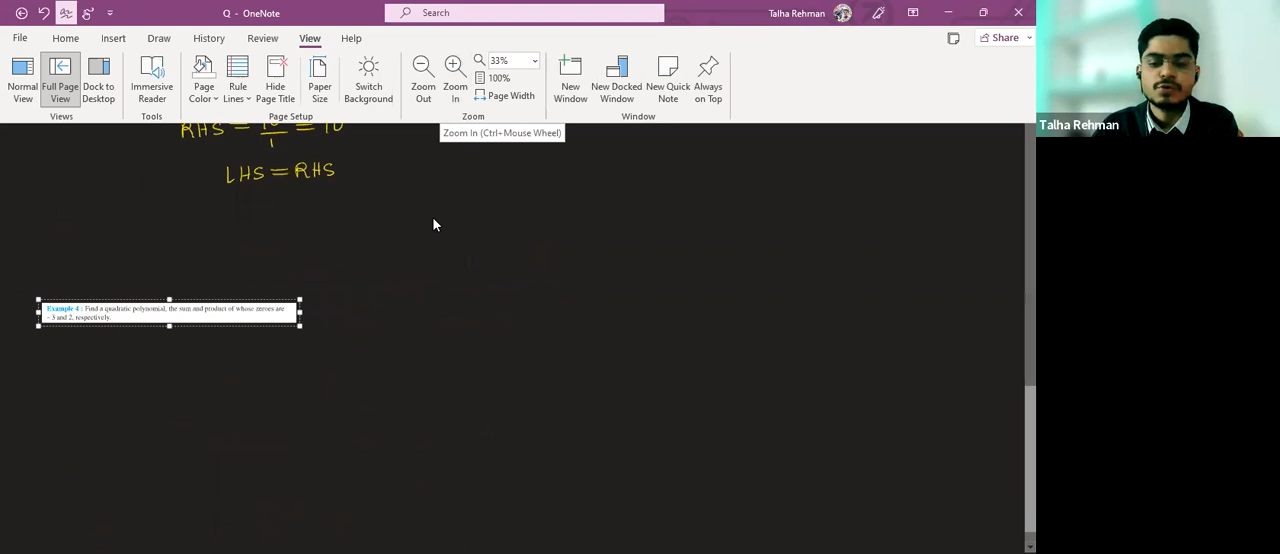 Q - OneNote
Search
Talha Rehman
File
Home
Insert
Draw
History
Review
View
Help
Share
Normal View
Full Page View
Dock to Desktop
Immersive Reader
Page Color
Rule Lines
Hide Page Title
Paper Size
Switch Background
Zoom Out
Zoom In
33%
100%
Page Width
New Window
New Docked Window
New Quick Note
Always on Top
Views
Tools
Page Setup
Zoom
Window
Zoom In (Ctrl+Mouse Wheel)
RHS = 10/1 = 10
LHS = RHS
Example 4 : Find a quadratic polynomial, the sum and product of whose zeroes are
– 3 and 2, respectively.
Talha Rehman